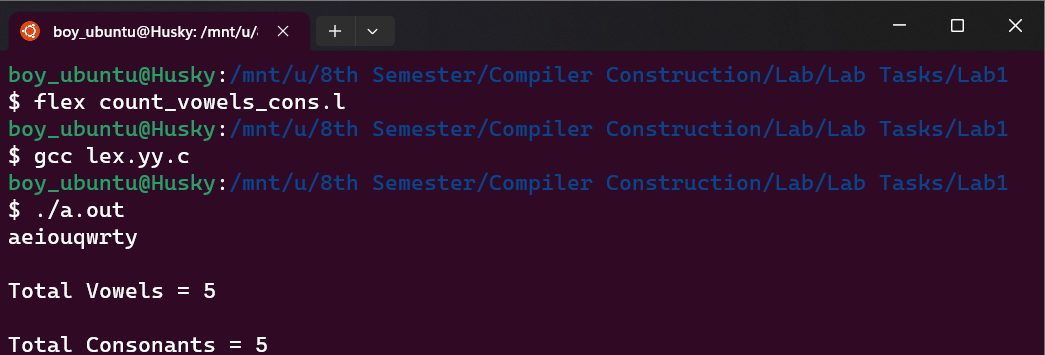 boy_ubuntu@Husky: /mnt/u/
boy_ubuntu@Husky:/mnt/u/8th Semester/Compiler Construction/Lab/Lab Tasks/Lab1
$ flex count_vowels_cons.l
boy_ubuntu@Husky:/mnt/u/8th Semester/Compiler Construction/Lab/Lab Tasks/Lab1
$ gcc lex.yy.c
boy_ubuntu@Husky:/mnt/u/8th Semester/Compiler Construction/Lab/Lab Tasks/Lab1
$ ./a.out
aeiouqwrty
Total Vowels = 5
Total Consonants = 5